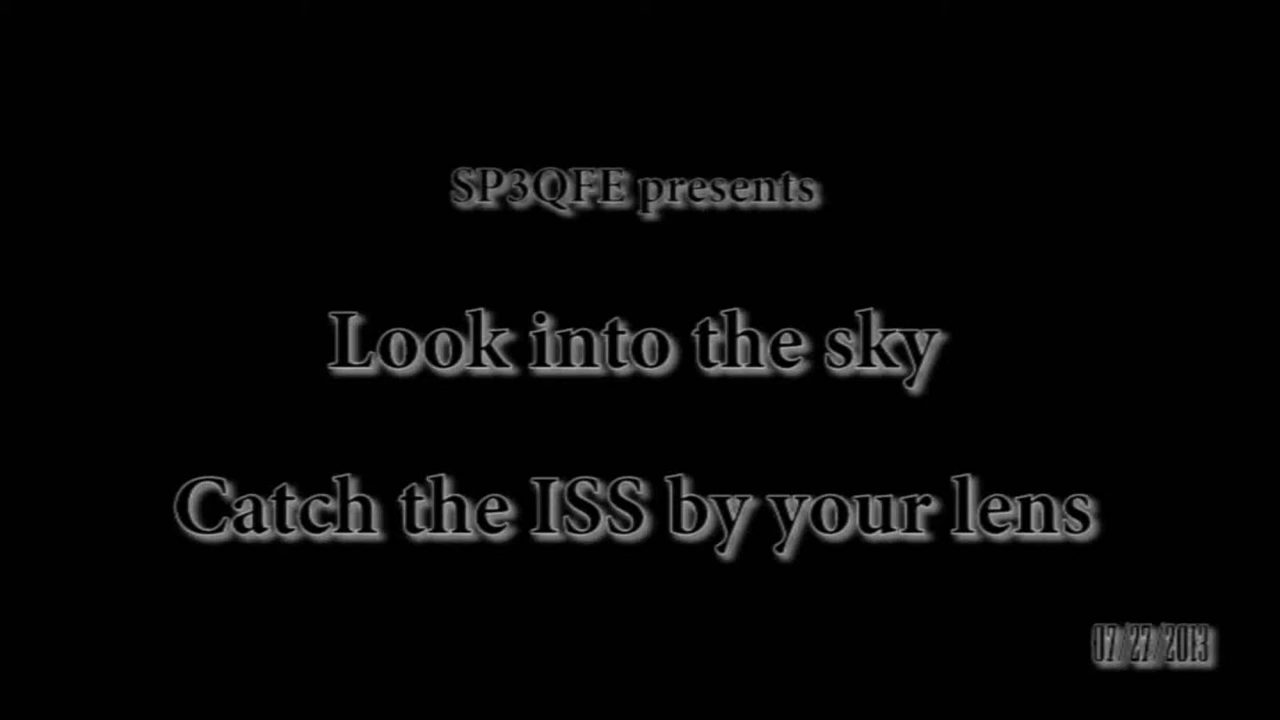 SP3QFE presents
Look into the sky
Catch the ISS by your lens
07/27/2013